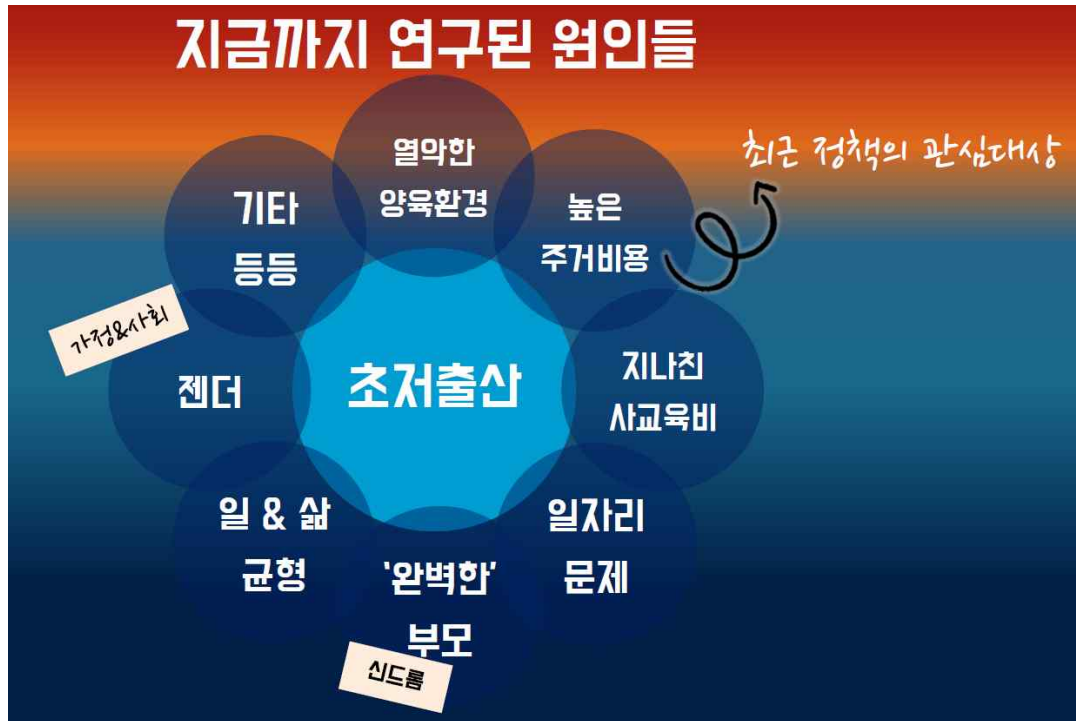 지금까지 연구된 원인들
열악한
양육환경
높은
주거비용
최근 정책의 관심대상
지나친
사교육비
일자리
문제
'완벽한'
부모
신드롬
일 & 삶
균형
젠더
가정&사회
기타
등등
초저출산